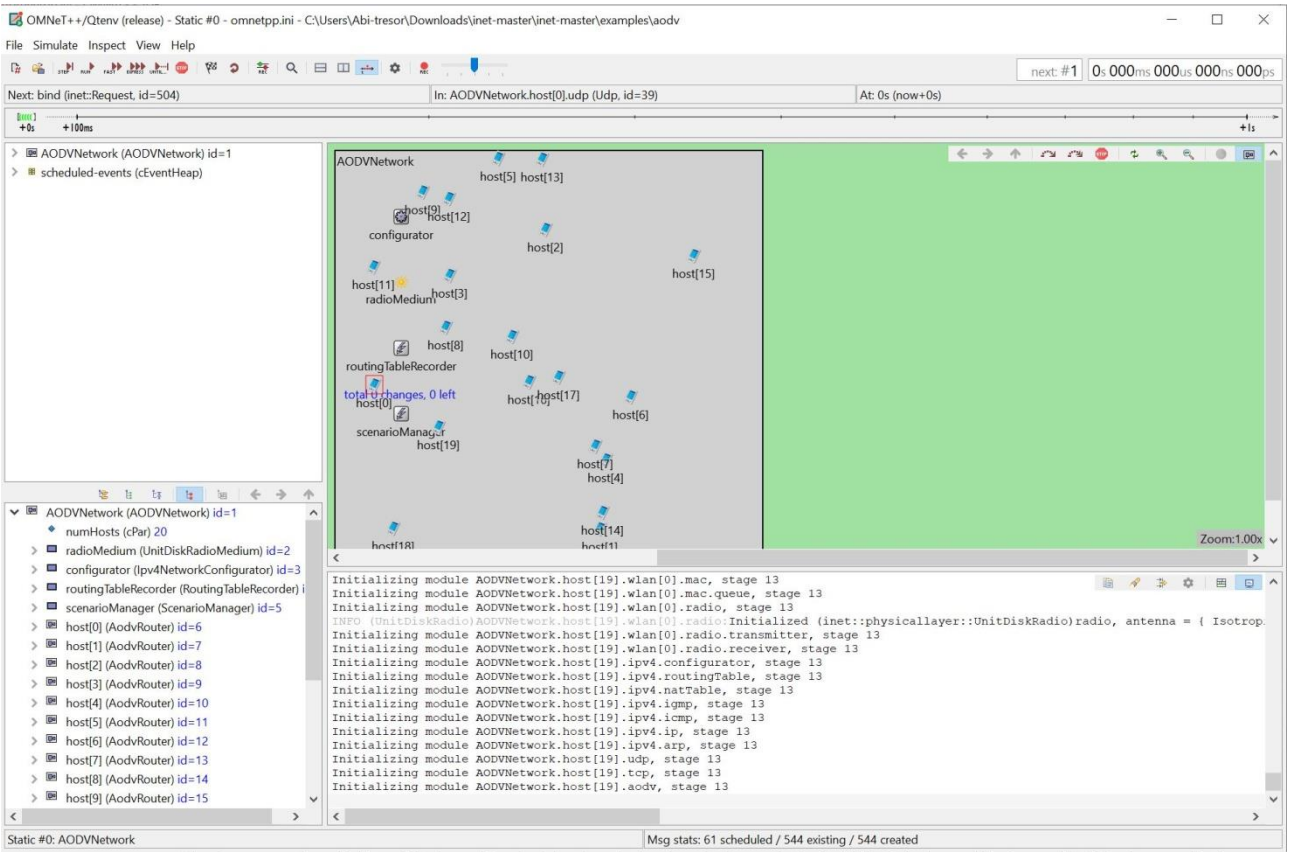 OMNeT++/Qtenv (release) - Static #0 - omnetpp.ini - C:\Users\Abi-tresor\Downloads\inet-master\inet-master\examples\aodv
File Simulate Inspect View Help
STEP RUN FAST EXPRESS UNTIL... REC REC
next: #1 0s 000ms 000us 000ns 000ps
Next: bind (inet::Request, id=504) In: AODVNetwork.host[0].udp (Udp, id=39) At: 0s (now+0s)
+0s +100ms +1s
AODVNetwork (AODVNetwork) id=1
scheduled-events (cEventHeap)
AODVNetwork
host[5] host[13]
host[9]
host[12]
configurator
host[2]
host[15]
host[11]
host[3]
radioMedium
host[8]
host[10]
routingTableRecorder
total 0 changes, 0 left
host[0]
host[16]
host[17]
host[6]
scenarioManager
host[19]
host[7]
host[4]
host[14]
host[18]
host[1]
Zoom:1.00x
AODVNetwork (AODVNetwork) id=1
numHosts (cPar) 20
radioMedium (UnitDiskRadioMedium) id=2
configurator (Ipv4NetworkConfigurator) id=3
routingTableRecorder (RoutingTableRecorder) i
scenarioManager (ScenarioManager) id=5
host[0] (AodvRouter) id=6
host[1] (AodvRouter) id=7
host[2] (AodvRouter) id=8
host[3] (AodvRouter) id=9
host[4] (AodvRouter) id=10
host[5] (AodvRouter) id=11
host[6] (AodvRouter) id=12
host[7] (AodvRouter) id=13
host[8] (AodvRouter) id=14
host[9] (AodvRouter) id=15
Initializing module AODVNetwork.host[19].wlan[0].mac, stage 13
Initializing module AODVNetwork.host[19].wlan[0].mac.queue, stage 13
Initializing module AODVNetwork.host[19].wlan[0].radio, stage 13
INFO (UnitDiskRadio)AODVNetwork.host[19].wlan[0].radio:Initialized (inet::physicallayer::UnitDiskRadio)radio, antenna = { Isotrop
Initializing module AODVNetwork.host[19].wlan[0].radio.transmitter, stage 13
Initializing module AODVNetwork.host[19].wlan[0].radio.receiver, stage 13
Initializing module AODVNetwork.host[19].ipv4.configurator, stage 13
Initializing module AODVNetwork.host[19].ipv4.routingTable, stage 13
Initializing module AODVNetwork.host[19].ipv4.natTable, stage 13
Initializing module AODVNetwork.host[19].ipv4.igmp, stage 13
Initializing module AODVNetwork.host[19].ipv4.icmp, stage 13
Initializing module AODVNetwork.host[19].ipv4.ip, stage 13
Initializing module AODVNetwork.host[19].ipv4.arp, stage 13
Initializing module AODVNetwork.host[19].udp, stage 13
Initializing module AODVNetwork.host[19].tcp, stage 13
Initializing module AODVNetwork.host[19].aodv, stage 13
Static #0: AODVNetwork Msg stats: 61 scheduled / 544 existing / 544 created